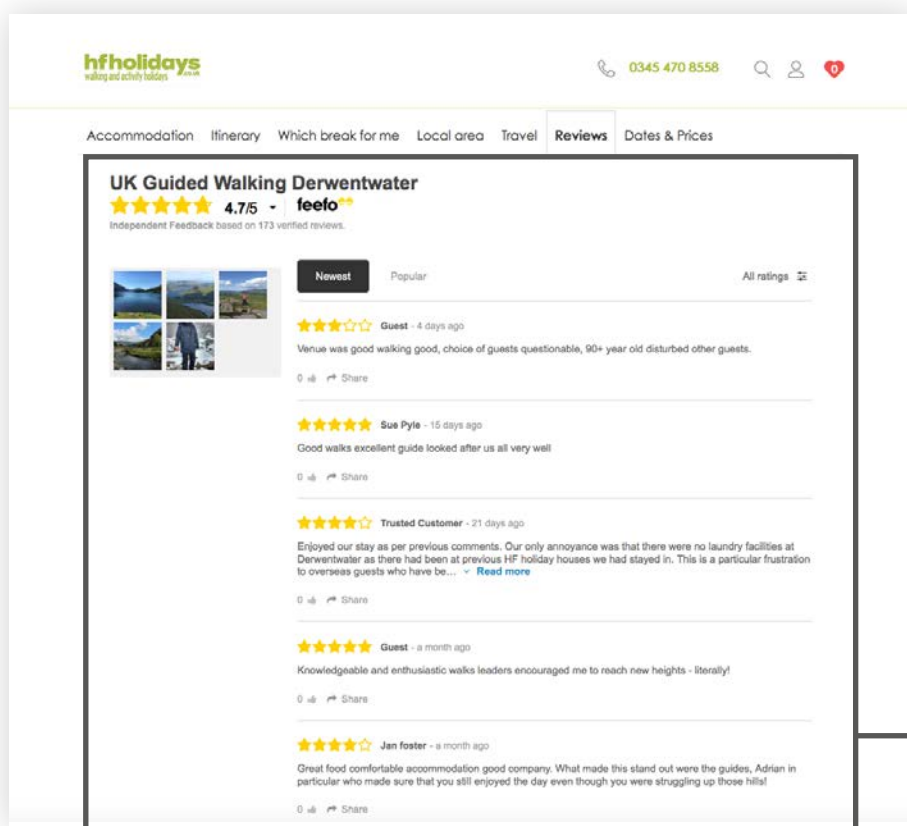 hfholidays.co.uk
walking and activity holidays
0345 470 8558
0
Accommodation Itinerary Which break for me Local area Travel Reviews Dates & Prices
UK Guided Walking Derwentwater
4.7/5 feefo
Independent Feedback based on 173 verified reviews.
Newest Popular All ratings
Guest - 4 days ago
Venue was good walking good, choice of guests questionable, 90+ year old disturbed other guests.
0 Share
Sue Pyle - 15 days ago
Good walks excellent guide looked after us all very well
0 Share
Trusted Customer - 21 days ago
Enjoyed our stay as per previous comments. Our only annoyance was that there were no laundry facilities at
Derwentwater as there had been at previous HF holiday houses we had stayed in. This is a particular frustration
to overseas guests who have be... Read more
0 Share
Guest - a month ago
Knowledgeable and enthusiastic walks leaders encouraged me to reach new heights - literally!
0 Share
Jan foster - a month ago
Great food comfortable accommodation good company. What made this stand out were the guides, Adrian in
particular who made sure that you still enjoyed the day even though you were struggling up those hills!
0 Share